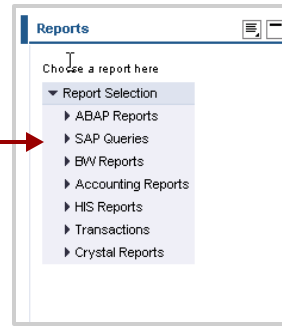 Reports
Choose a report here
Report Selection
ABAP Reports
SAP Queries
BW Reports
Accounting Reports
HIS Reports
Transactions
Crystal Reports